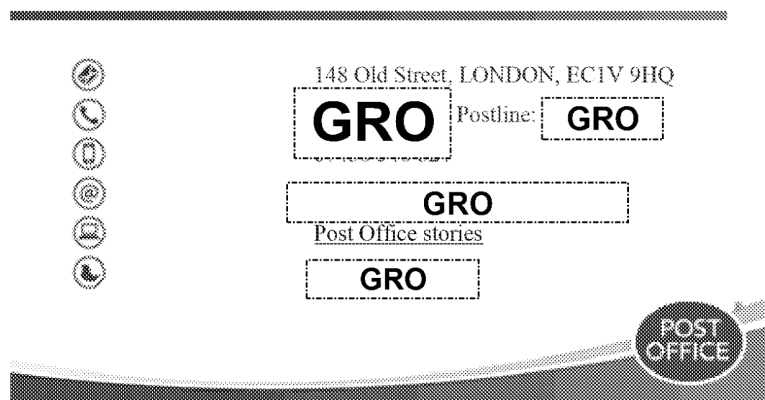 148 Old Street, LONDON, EC1V 9HQ
GRO Postline: GRO
GRO
Post Office stories
GRO
POST
OFFICE